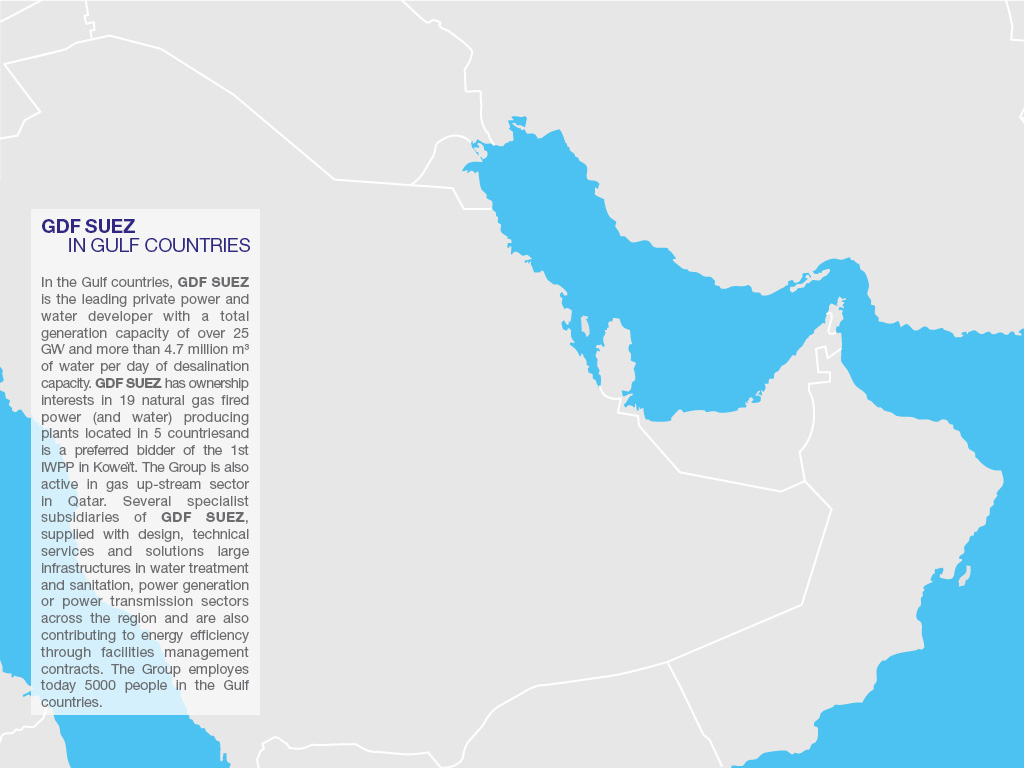 GDF SUEZ
IN GULF COUNTRIES
In the Gulf countries, GDF SUEZ
is the leading private power and
water developer with a total
generation capacity of over 25
GW and more than 4.7 million m³
of water per day of desalination
capacity. GDF SUEZ has ownership
interests in 19 natural gas fired
power (and water) producing
plants located in 5 countriesand
is a preferred bidder of the 1st
IWPP in Koweït. The Group is also
active in gas up-stream sector
in Qatar. Several specialist
subsidiaries of GDF SUEZ,
supplied with design, technical
services and solutions large
infrastructures in water treatment
and sanitation, power generation
or power transmission sectors
across the region and are also
contributing to energy efficiency
through facilities management
contracts. The Group employes
today 5000 people in the Gulf
countries.